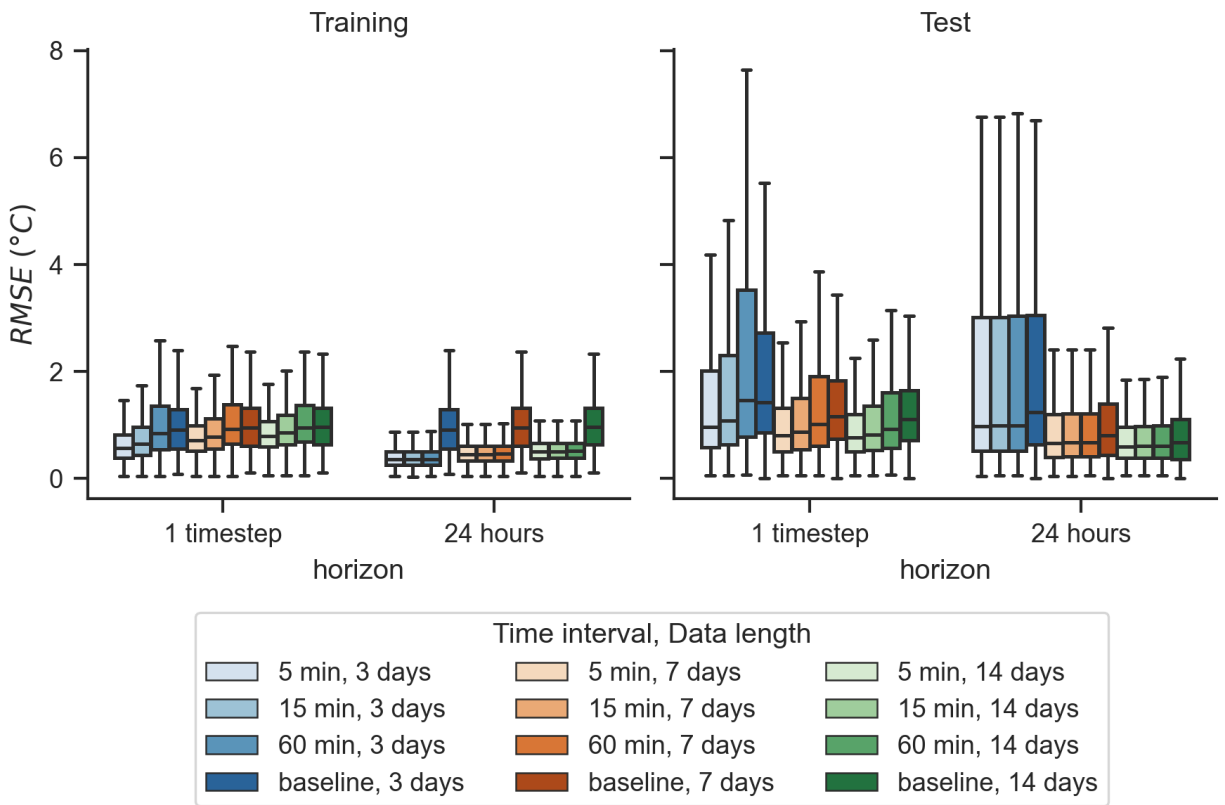 Training
Test
RMSE (°C)
8
6
4
2
0
1 timestep
24 hours
1 timestep
24 hours
horizon
horizon
Time interval, Data length
5 min, 3 days
5 min, 7 days
5 min, 14 days
15 min, 3 days
15 min, 7 days
15 min, 14 days
60 min, 3 days
60 min, 7 days
60 min, 14 days
baseline, 3 days
baseline, 7 days
baseline, 14 days